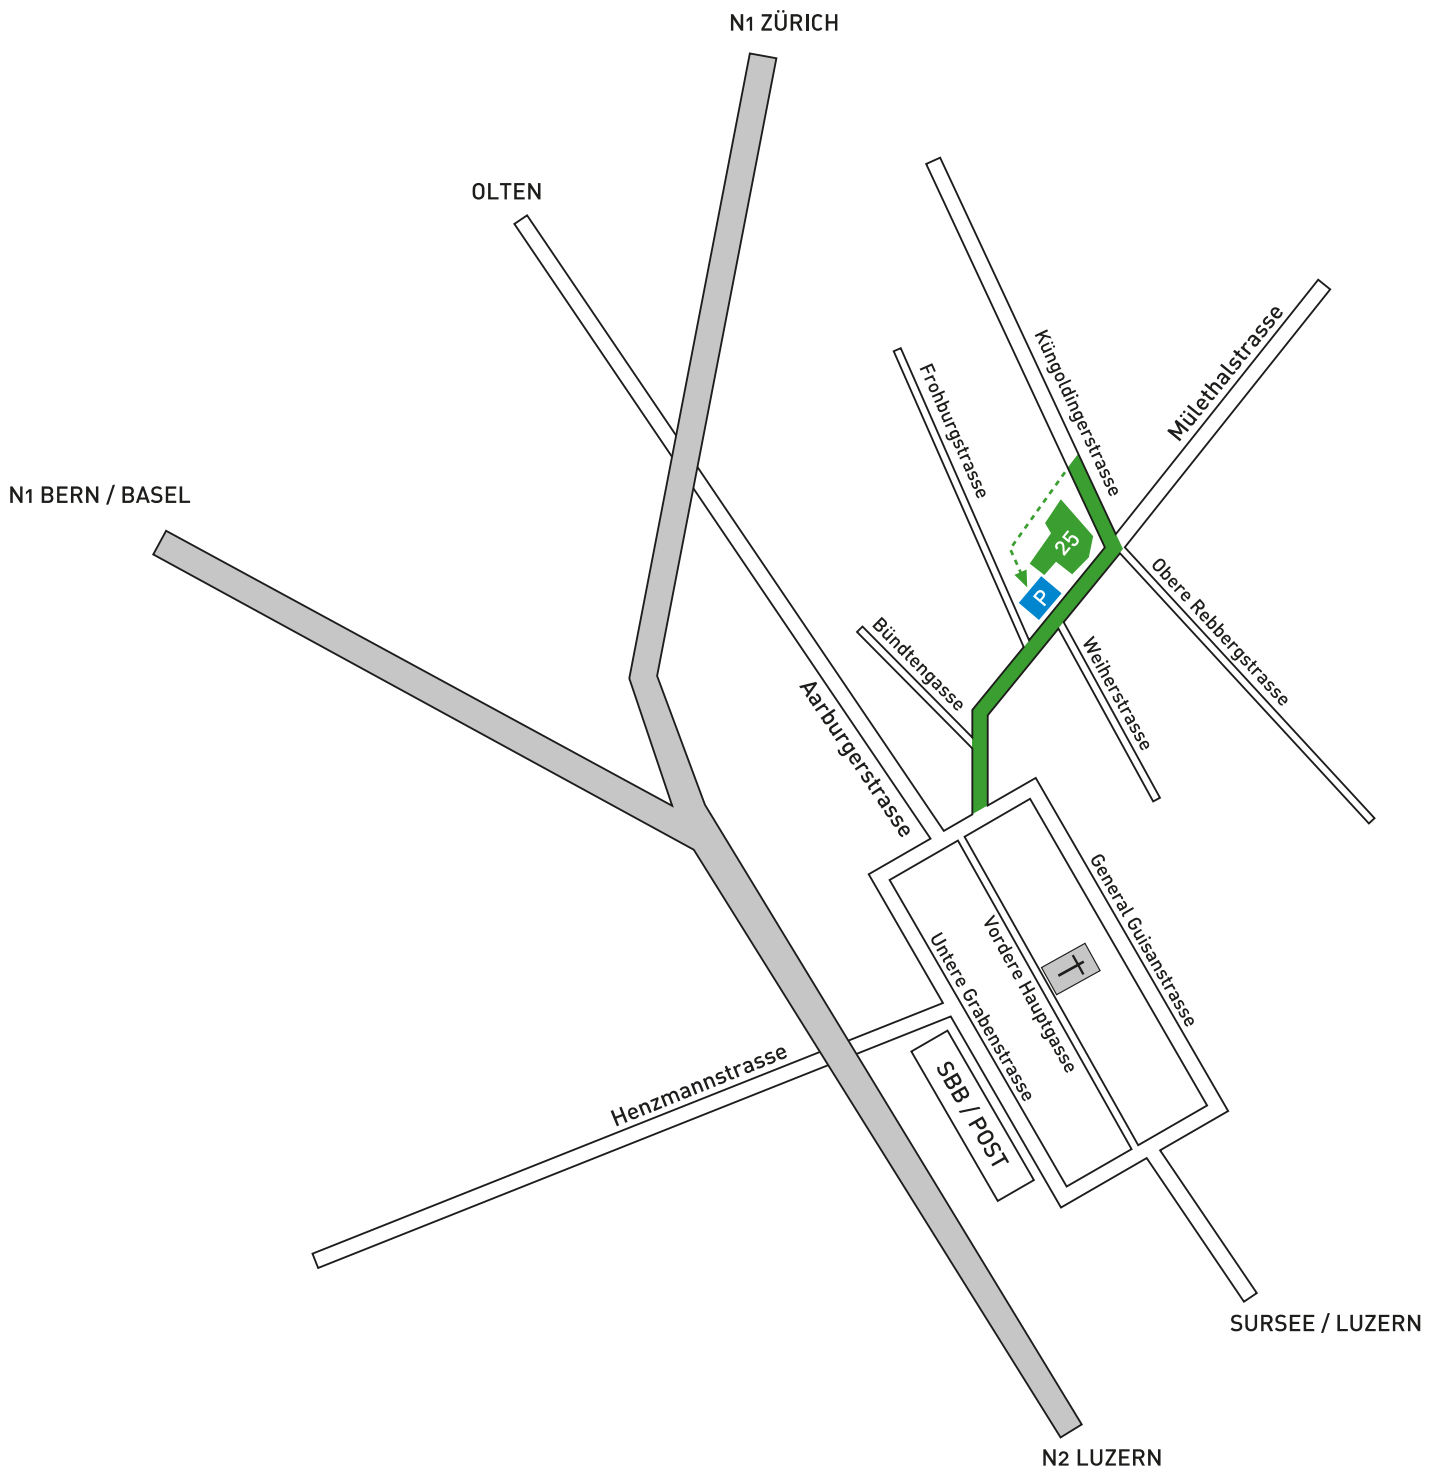 N1 ZÜRICH
OLTEN
Küngoldingerstrasse
Mülethalstrasse
Frohburgstrasse
N1 BERN / BASEL
25
P
Obere Rebbergstrasse
Bündtengasse
Weiherstrasse
Aarburgerstrasse
General Guisanstrasse
Vordere Hauptgasse
Untere Grabenstrasse
Henzmannstrasse
SBB / POST
SURSEE / LUZERN
N2 LUZERN